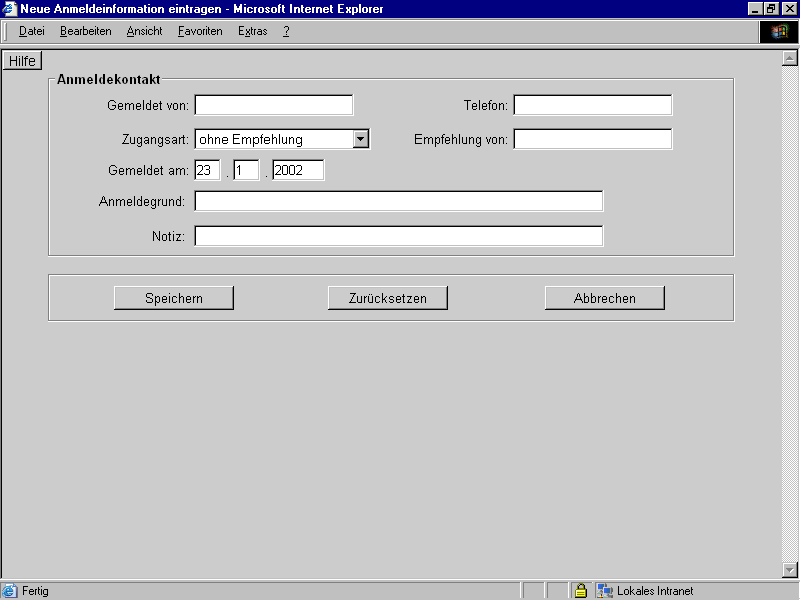 Neue Anmeldeinformation eintragen - Microsoft Internet Explorer
Datei Bearbeiten Ansicht Favoriten Extras ?
Hilfe
Anmeldekontakt
Gemeldet von: Telefon:
Zugangsart: ohne Empfehlung Empfehlung von:
Gemeldet am: 23 . 1 . 2002
Anmeldegrund:
Notiz:
Speichern Zurücksetzen Abbrechen
Fertig Lokales Intranet